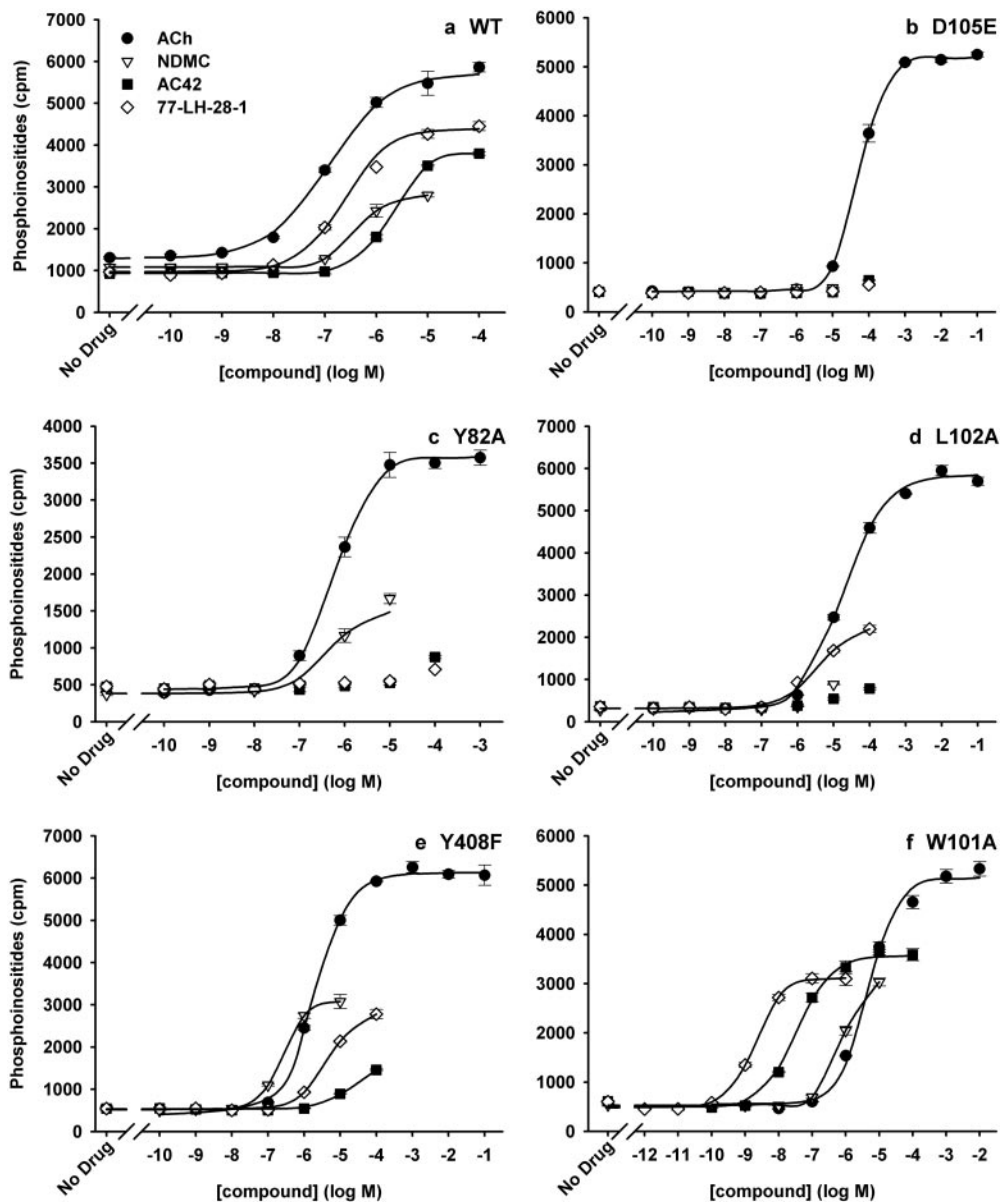 a WT
ACh
NDMC
AC42
77-LH-28-1
Phosphoinositides (cpm)
7000
6000
5000
4000
3000
2000
1000
0
No Drug
-10 -9 -8 -7 -6 -5 -4
[compound] (log M)
b D105E
6000
5000
4000
3000
2000
1000
0
No Drug
-10 -9 -8 -7 -6 -5 -4 -3 -2 -1
[compound] (log M)
c Y82A
Phosphoinositides (cpm)
4000
3500
3000
2500
2000
1500
1000
500
0
No Drug
-10 -9 -8 -7 -6 -5 -4 -3
[compound] (log M)
d L102A
7000
6000
5000
4000
3000
2000
1000
0
No Drug
-10 -9 -8 -7 -6 -5 -4 -3 -2 -1
[compound] (log M)
e Y408F
Phosphoinositides (cpm)
7000
6000
5000
4000
3000
2000
1000
0
No Drug
-10 -9 -8 -7 -6 -5 -4 -3 -2 -1
[compound] (log M)
f W101A
6000
5000
4000
3000
2000
1000
0
No Drug
-12 -11 -10 -9 -8 -7 -6 -5 -4 -3 -2
[compound] (log M)